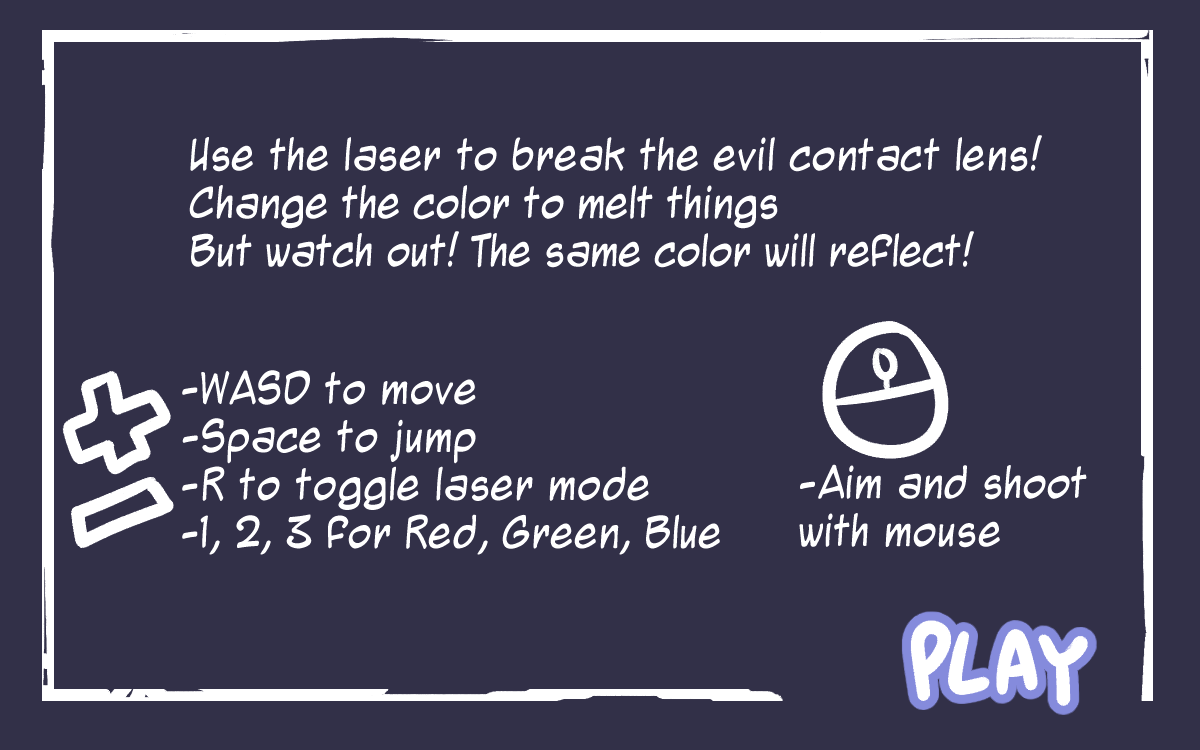 Use the laser to break the evil contact lens!
Change the color to melt things
But watch out! The same color will reflect!
-WASD to move
-Space to jump
-R to toggle laser mode
-1, 2, 3 for Red, Green, Blue
-Aim and shoot
with mouse
PLAY